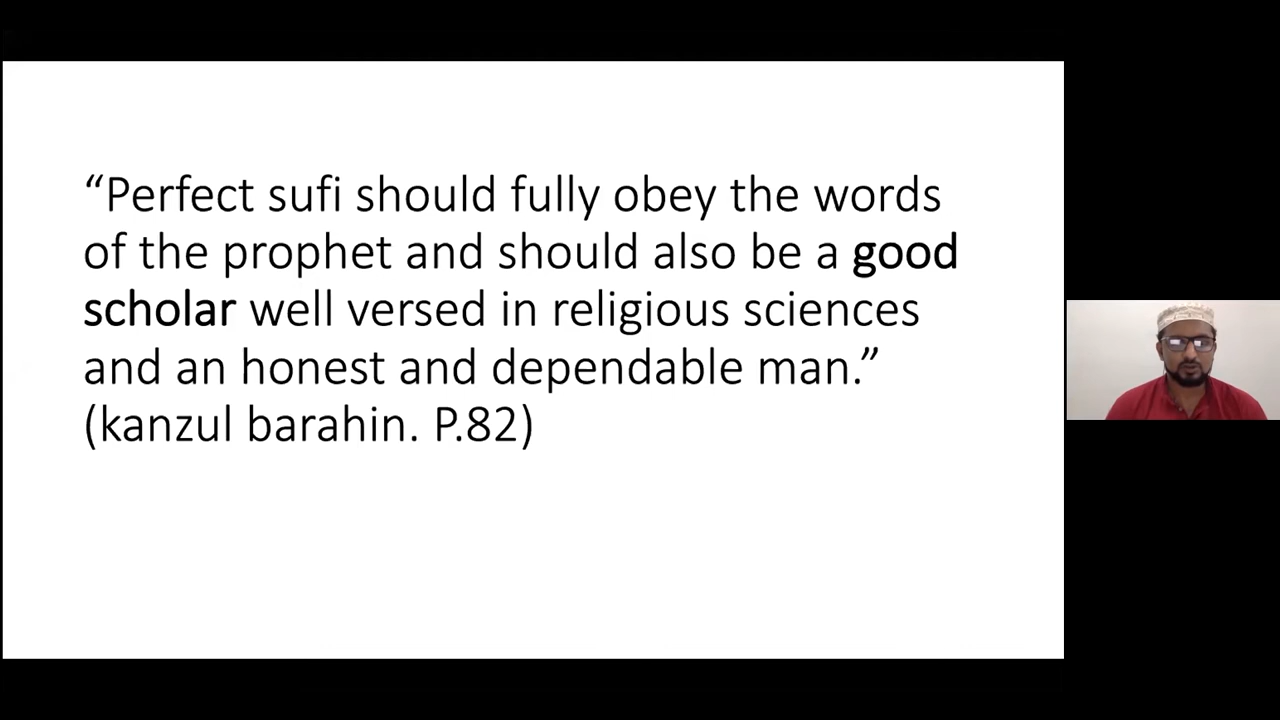 “Perfect sufi should fully obey the words
of the prophet and should also be a good
scholar well versed in religious sciences
and an honest and dependable man.”
(kanzul barahin. P.82)